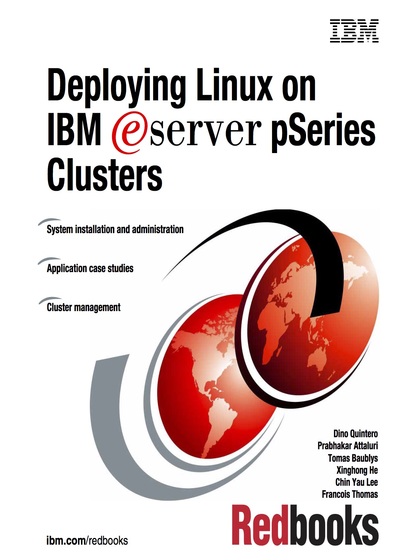 IBM
Deploying Linux on
IBM eserver pSeries
Clusters
System installation and administration
Application case studies
Cluster management
Dino Quintero
Prabhakar Attaluri
Tomas Baublys
Xinghong He
Chin Yau Lee
Francois Thomas
ibm.com/redbooks
Redbooks